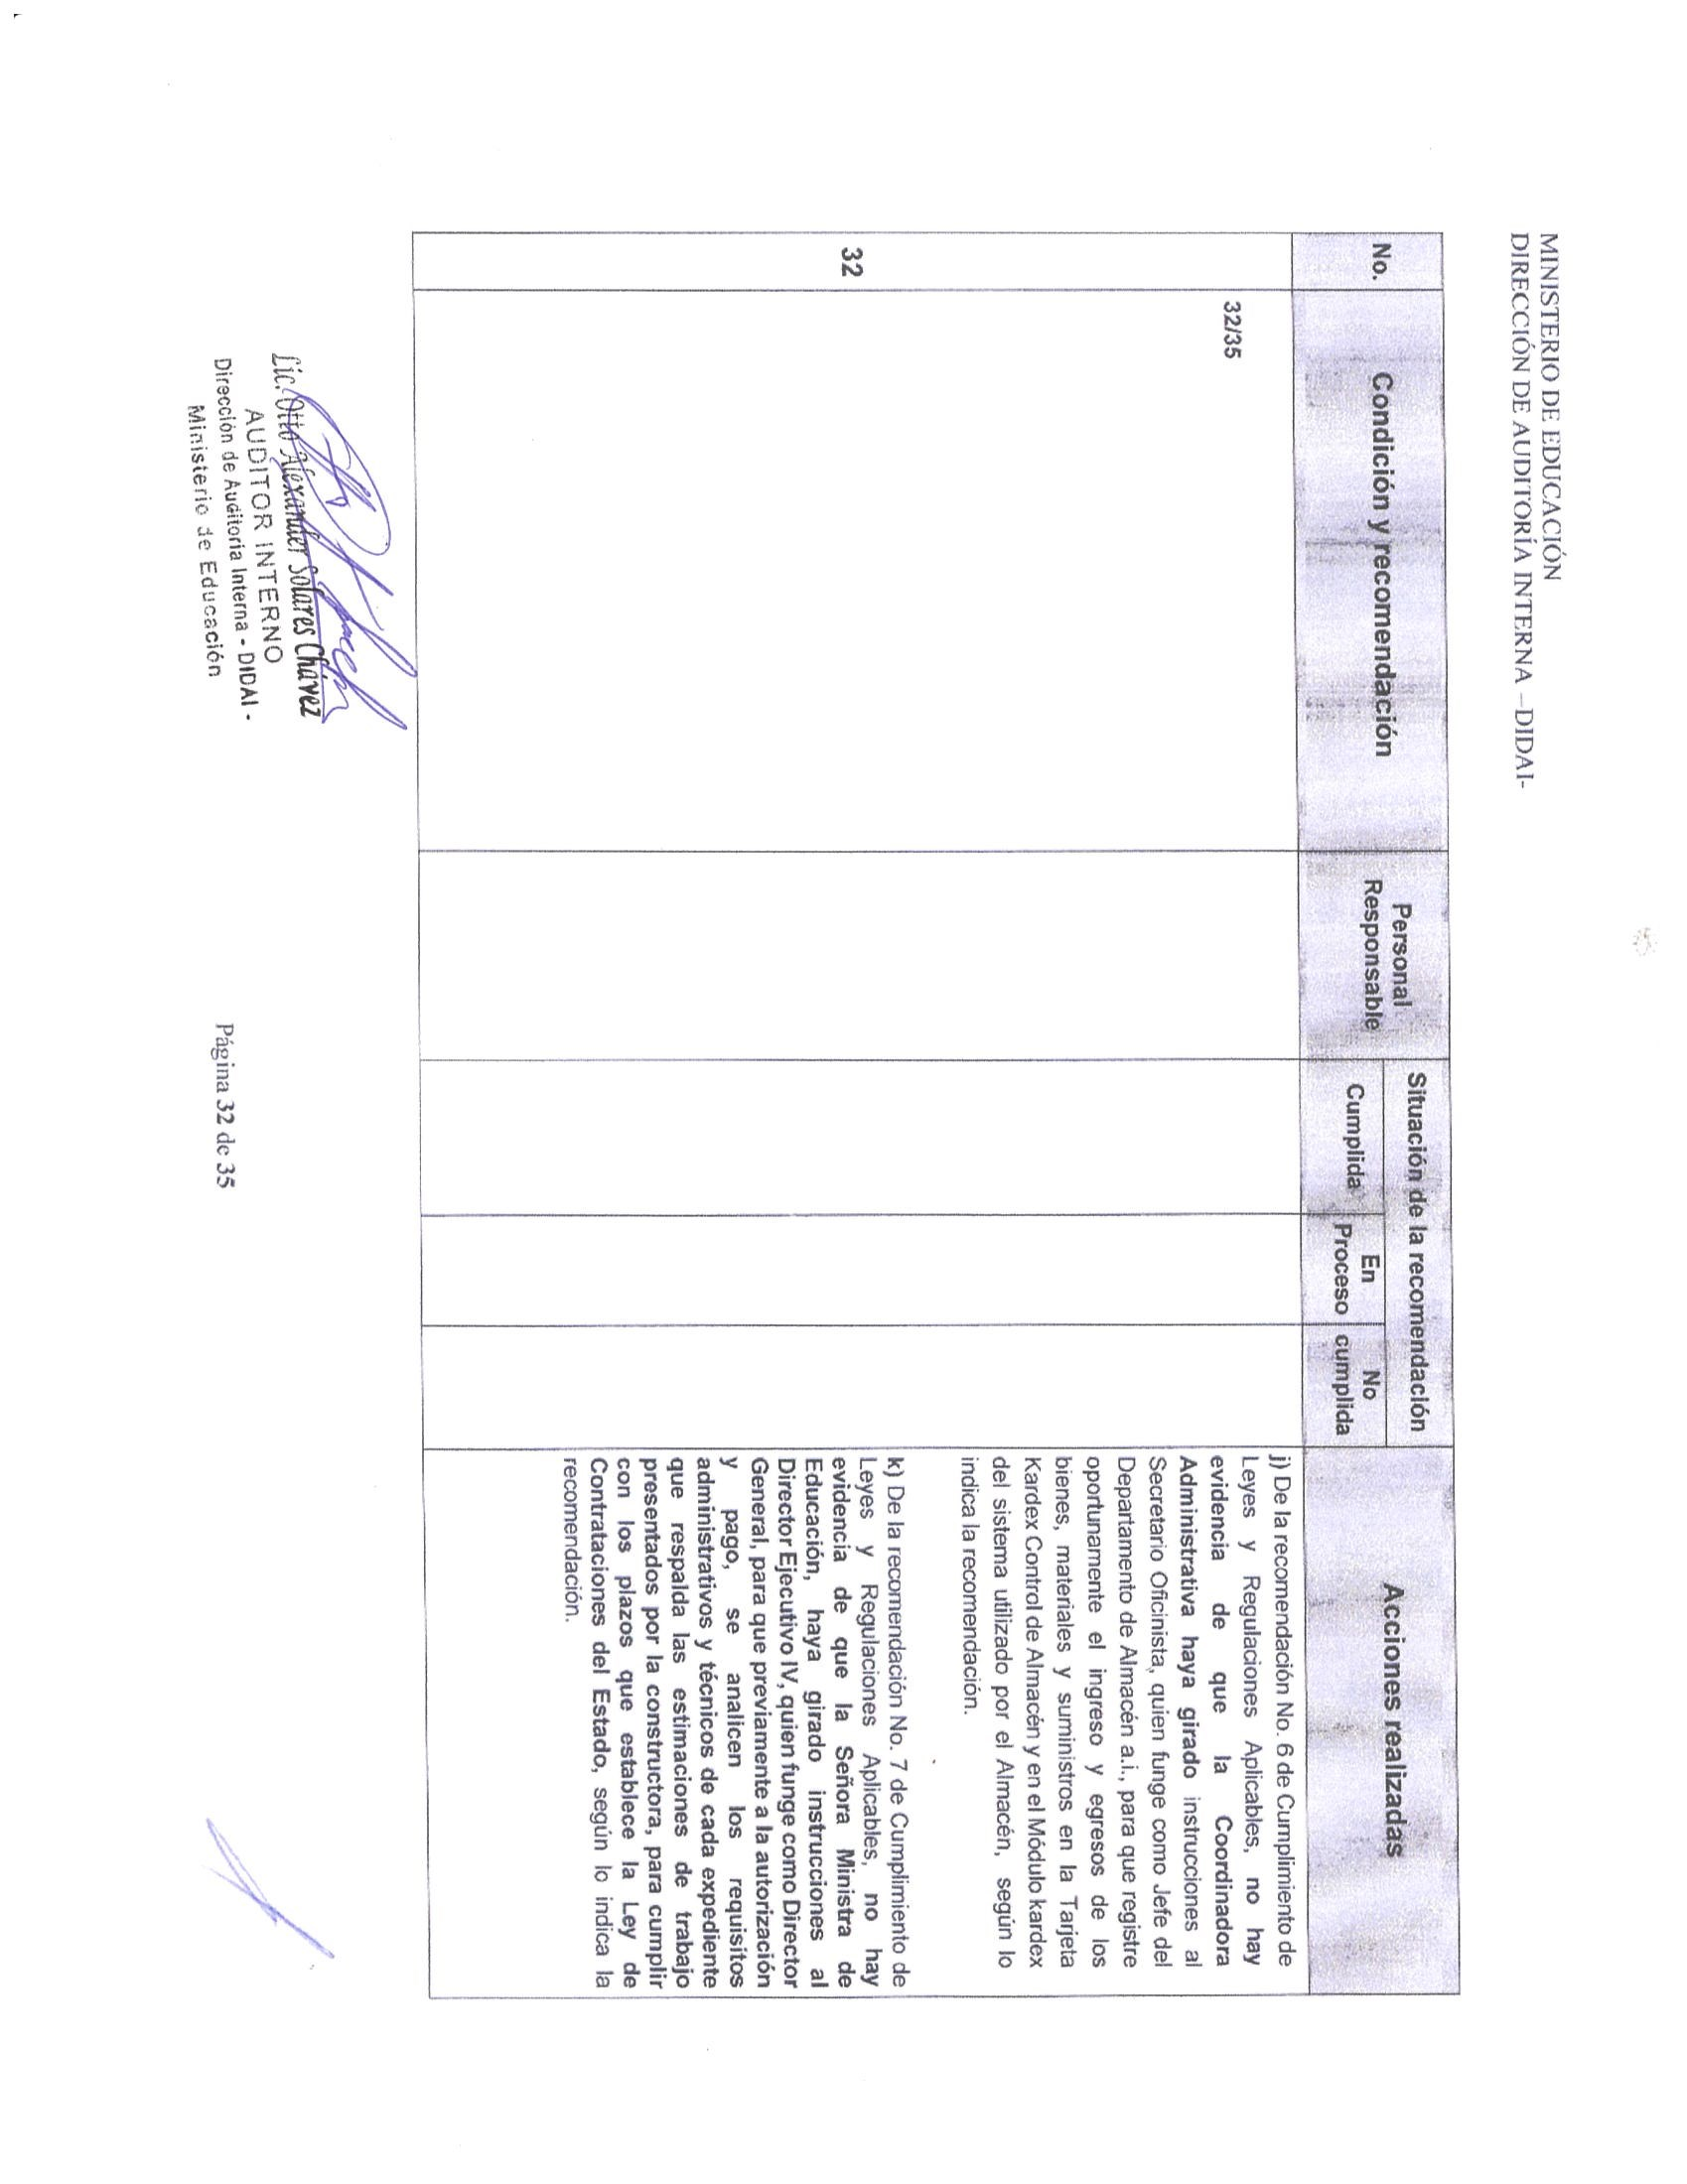 MINISTERIO DE EDUCACIÓN
DIRECCIÓN DE AUDITORÍA INTERNA –DIDAI-
No.
Condición y recomendación
Personal
Responsable
Situación de la recomendación
Cumplida
En
Proceso
No
cumplida
Acciones realizadas
32/35
32
j) De la recomendación No. 6 de Cumplimiento de
Leyes y Regulaciones Aplicables, no hay
evidencia de que la Coordinadora
Administrativa haya girado instrucciones al
Secretario Oficinista, quien funge como Jefe del
Departamento de Almacén a.i., para que registre
oportunamente el ingreso y egresos de los
bienes, materiales y suministros en la Tarjeta
Kardex Control de Almacén y en el Módulo kardex
del sistema utilizado por el Almacén, según lo
indica la recomendación.
k) De la recomendación No. 7 de Cumplimiento de
Leyes y Regulaciones Aplicables, no hay
evidencia de que la Señora Ministra de
Educación, haya girado instrucciones al
Director Ejecutivo IV, quien funge como Director
General, para que previamente a la autorización
y pago, se analicen los requisitos
administrativos y técnicos de cada expediente
que respalda las estimaciones de trabajo
presentados por la constructora, para cumplir
con los plazos que establece la Ley de
Contrataciones del Estado, según lo indica la
recomendación.
Lic. Otto Alexander Solares Chávez
AUDITOR INTERNO
Dirección de Auditoria Interna - DIDAI -
Ministerio de Educación
Página 32 de 35